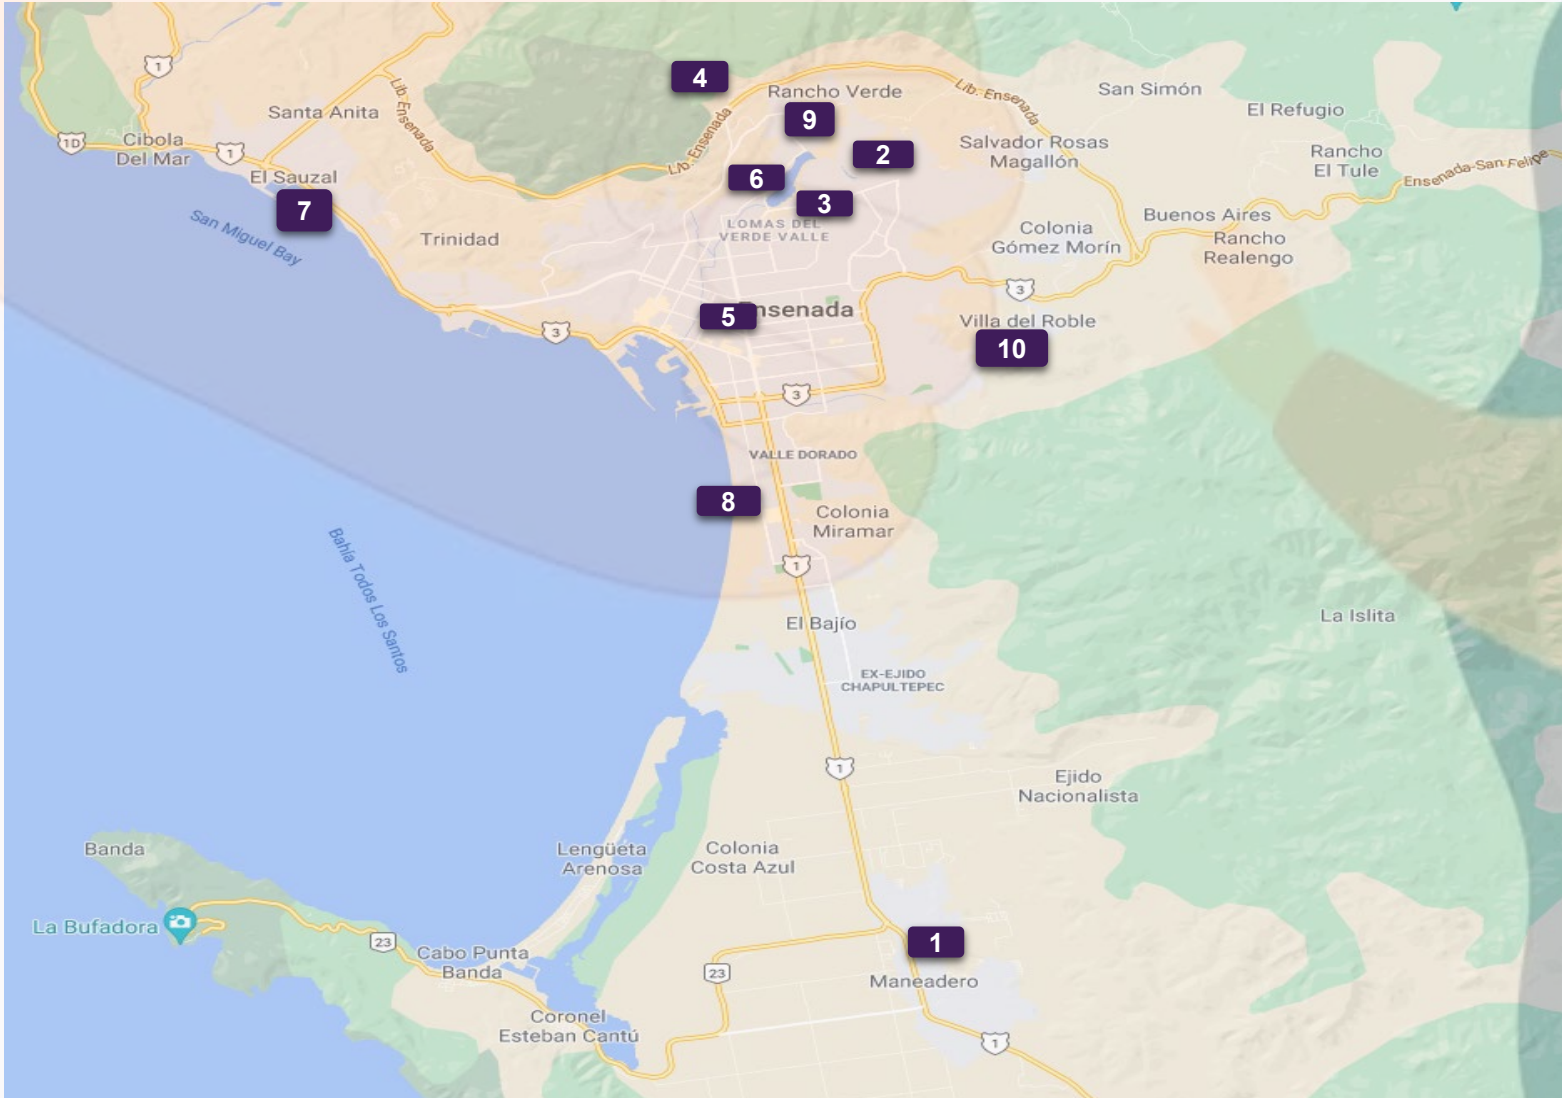 1
4
Rancho Verde
Lib. Ensenada
San Simón
Santa Anita
Lib. Ensenada
9
El Refugio
1D
Cibola
Del Mar
1
Lib. Ensenada
2
Salvador Rosas
Magallón
Rancho
El Tule
Ensenada-San Felipe
El Sauzal
6
7
3
San Miguel Bay
LOMAS DEL
VERDE VALLE
Buenos Aires
Trinidad
Colonia
Gómez Morín
Rancho
Realengo
3
5
nsenada
Villa del Roble
3
10
3
VALLE DORADO
8
Colonia
Miramar
Bahía Todos Los Santos
1
El Bajío
La Islita
EX-EJIDO
CHAPULTEPEC
1
Ejido
Nacionalista
Banda
Lengüeta
Arenosa
Colonia
Costa Azul
La Bufadora
23
Cabo Punta
Banda
1
23
Maneadero
Coronel
Esteban Cantú
1